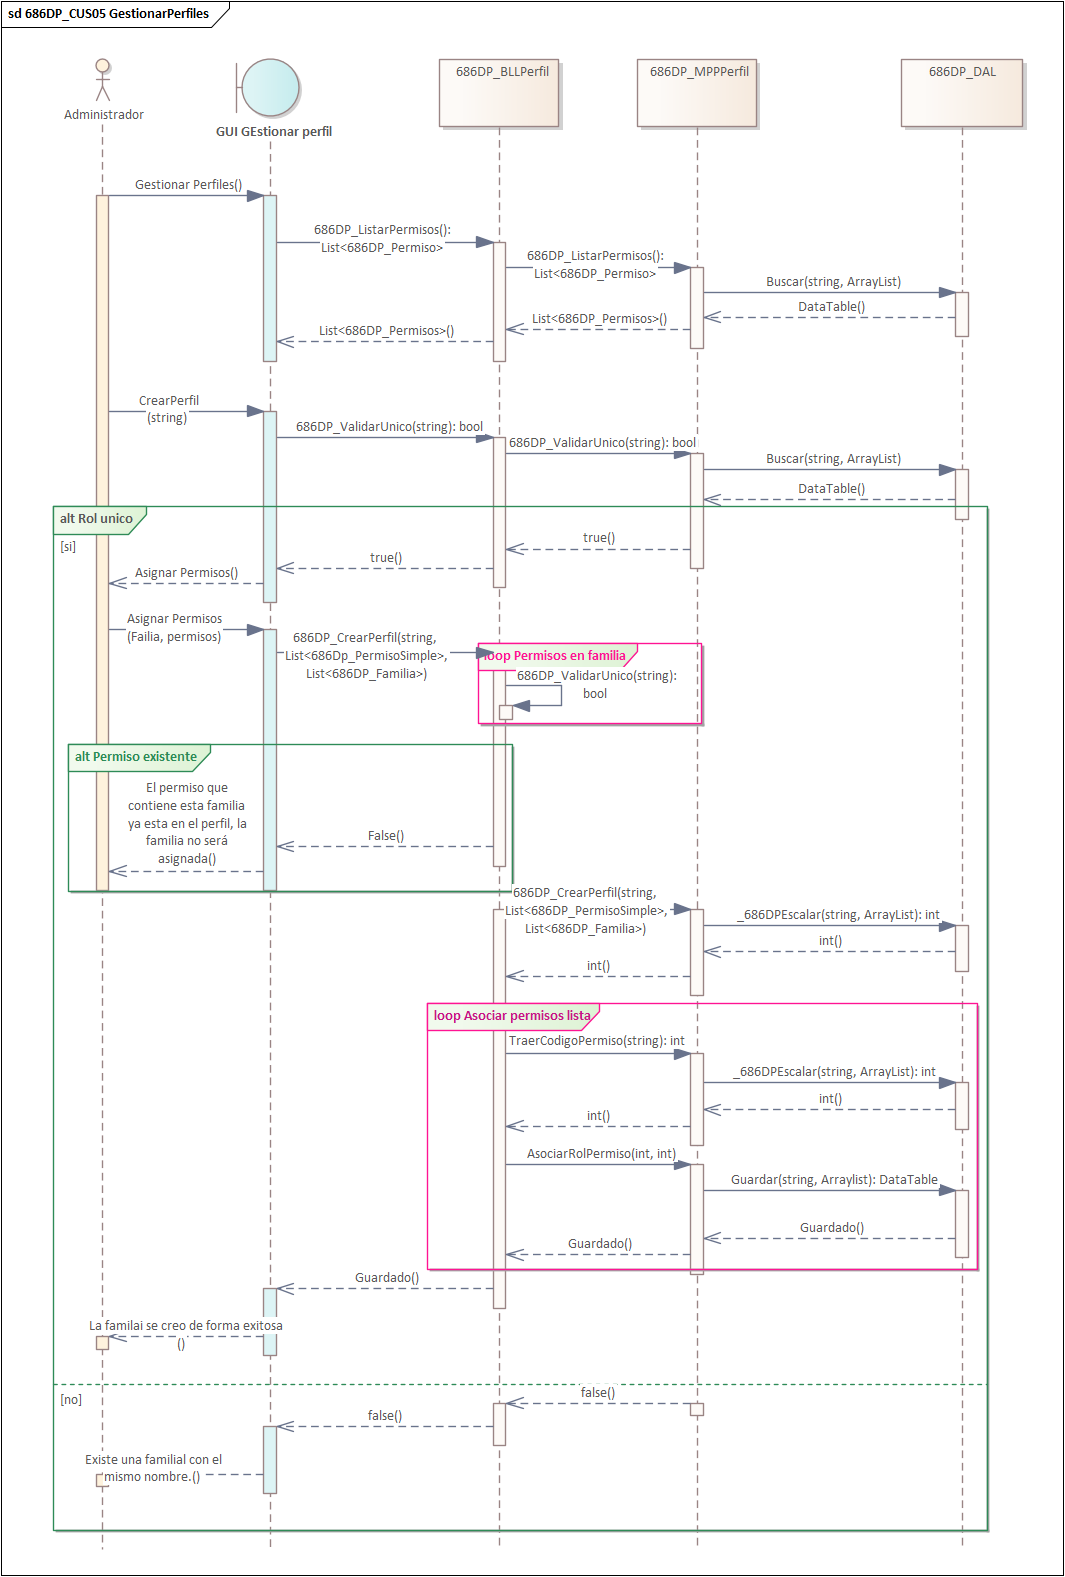 sd 686DP_CUS05 GestionarPerfiles
686DP_BLLPerfil
686DP_MPPPerfil
686DP_DAL
Administrador
GUI GEstionar perfil
Gestionar Perfiles()
686DP_ListarPermisos():
List<686DP_Permiso>
686DP_ListarPermisos():
List<686DP_Permiso>
Buscar(string, ArrayList)
DataTable()
List<686DP_Permisos>()
List<686DP_Permisos>()
CrearPerfil
(string)
686DP_ValidarUnico(string): bool
686DP_ValidarUnico(string): bool
Buscar(string, ArrayList)
DataTable()
alt Rol unico
[si]
true()
true()
Asignar Permisos()
Asignar Permisos
(Failia, permisos)
686DP_CrearPerfil(string,
List<686Dp_PermisoSimple>,
List<686DP_Familia>)
loop Permisos en familia
686DP_ValidarUnico(string):
bool
alt Permiso existente
El permiso que
contiene esta familia
ya esta en el perfil, la
familia no será
asignada()
False()
686DP_CrearPerfil(string,
List<686DP_PermisoSimple>,
List<686DP_Familia>)
_686DPEscalar(string, ArrayList): int
int()
int()
loop Asociar permisos lista
TraerCodigoPermiso(string): int
_686DPEscalar(string, ArrayList): int
int()
int()
AsociarRolPermiso(int, int)
Guardar(string, Arraylist): DataTable
Guardado()
Guardado()
Guardado()
La familai se creo de forma exitosa
()
[no]
false()
false()
Existe una familial con el
mismo nombre.()